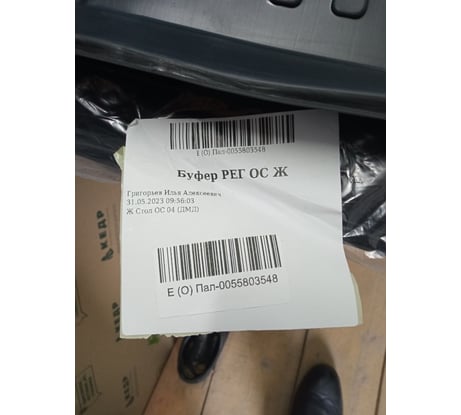 Е (О) Пал-0055803548
Буфер РЕГ ОС Ж
Григорьев Илья Алексеевич
31.05.2023 09:56:03
Ж Стол ОС 04 (ДМД)
Е (О) Пал-0055803548
КЕДР
КЕДР